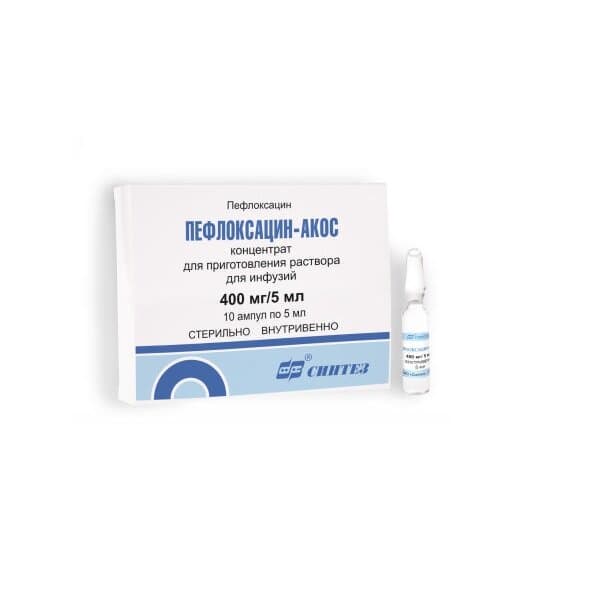 Пефлоксацин
ПЕФЛОКСАЦИН-АКОС
концентрат
для приготовления раствора
для инфузий
400 мг/5 мл
10 ампул по 5 мл
СТЕРИЛЬНО ВНУТРИВЕННО
® СИНТЕЗ
400 мг/5
5 мл